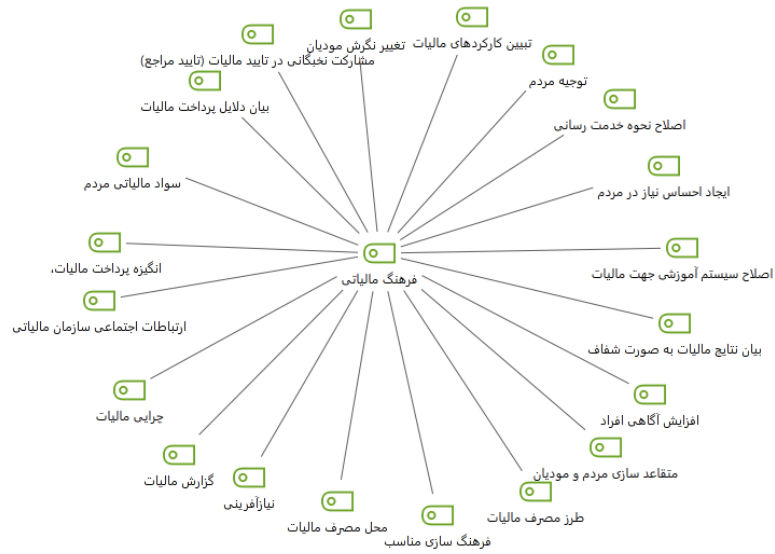 تبیین کارکردهای مالیات
تغییر نگرش مودیان
مشارکت نخبگانی در تایید مالیات (تایید مراجع)
توجیه مردم
بیان دلایل پرداخت مالیات
اصلاح نحوه خدمت رسانی
سواد مالیاتی مردم
ایجاد احساس نیاز در مردم
انگیزه پرداخت مالیات،
اصلاح سیستم آموزشی جهت مالیات
فرهنگ مالیاتی
ارتباطات اجتماعی سازمان مالیاتی
بیان نتایج مالیات به صورت شفاف
چرایی مالیات
افزایش آگاهی افراد
گزارش مالیات
متقاعد سازی مردم و مودیان
نیازآفرینی
طرز مصرف مالیات
محل مصرف مالیات
فرهنگ سازی مناسب